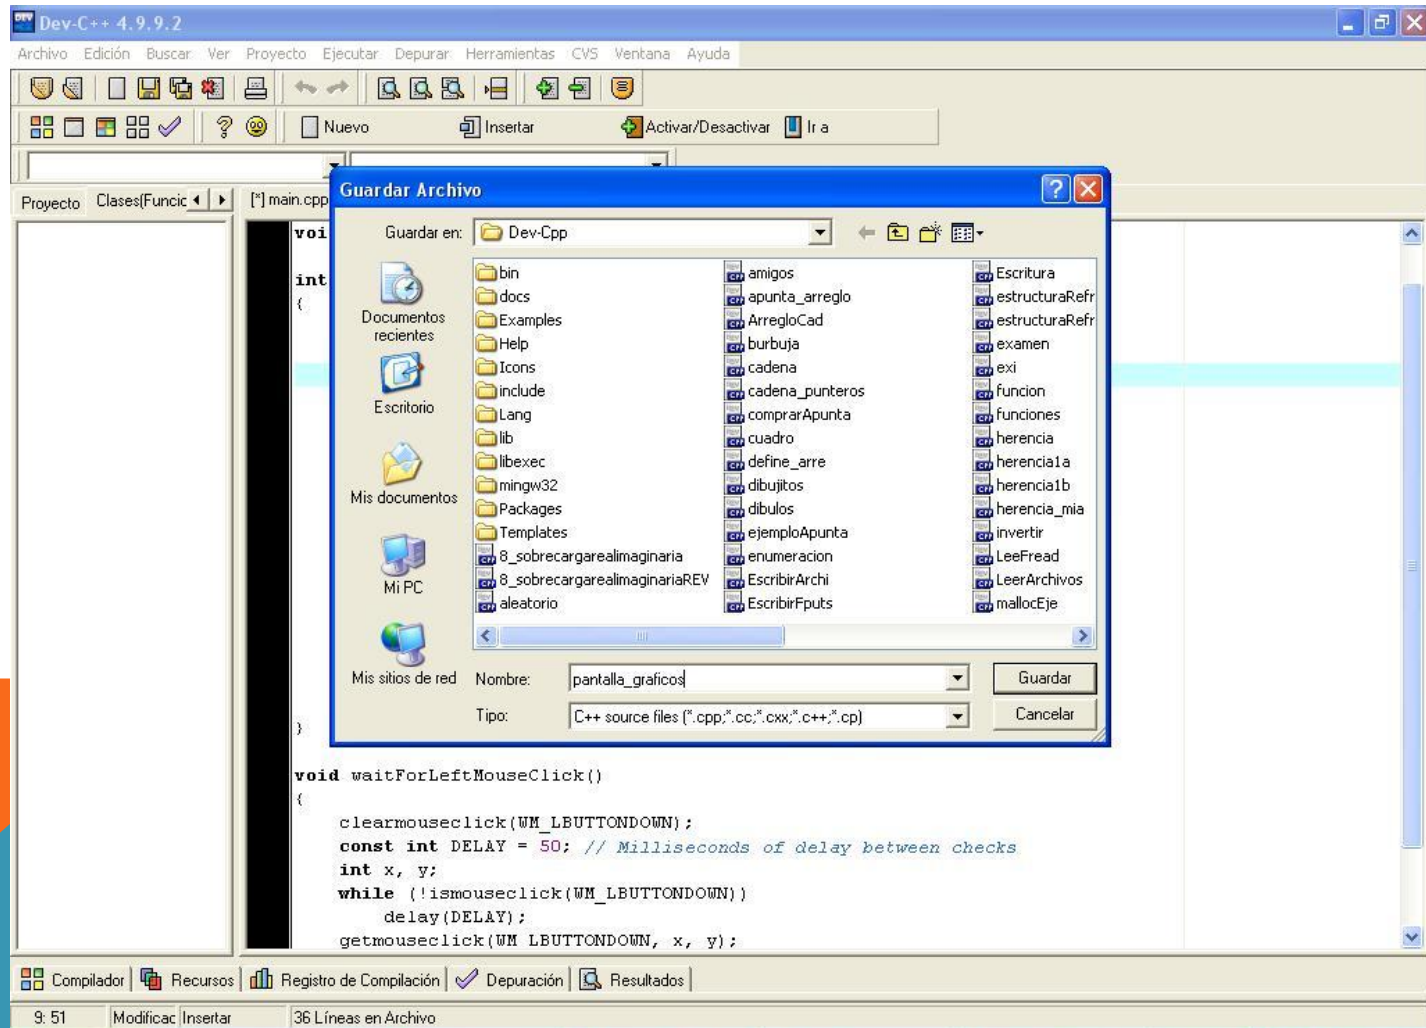 Dev-C++ 4.9.9.2
Archivo Edición Buscar Ver Proyecto Ejecutar Depurar Herramientas CVS Ventana Ayuda
Nuevo Insertar Activar/Desactivar Ir a
Proyecto Clases(Funcic [*] main.cpp
Guardar Archivo
Guardar en: Dev-Cpp
Documentos recientes
Escritorio
Mis documentos
Mi PC
Mis sitios de red
bin
docs
Examples
Help
Icons
include
Lang
lib
libexec
mingw32
Packages
Templates
8_sobrecargarealimaginaria
8_sobrecargarealimaginariaREV
aleatorio
amigos
apunta_arreglo
ArregloCad
burbuja
cadena
cadena_punteros
comprarApunta
cuadro
define_arre
dibujitos
dibulos
ejemploApunta
enumeracion
EscribirArchi
EscribirFputs
Escritura
estructuraRefr
estructuraRefr
examen
exi
funcion
funciones
herencia
herencia1a
herencia1b
herencia_mia
invertir
LeeFread
LeerArchivos
mallocEje
Nombre: pantalla_graficos Guardar
Tipo: C++ source files (*.cpp;*.cc;*.cxx;*.c++;*.cp) Cancelar
voi
int
{
}
void waitForLeftMouseClick()
{
clearmouseclick(WM_LBUTTONDOWN);
const int DELAY = 50; // Milliseconds of delay between checks
int x, y;
while (!ismouseclick(WM_LBUTTONDOWN))
delay(DELAY);
getmouseclick(WM_LBUTTONDOWN, x, y);
Compilador Recursos Registro de Compilación Depuración Resultados
9: 51 Modificac Insertar 36 Líneas en Archivo